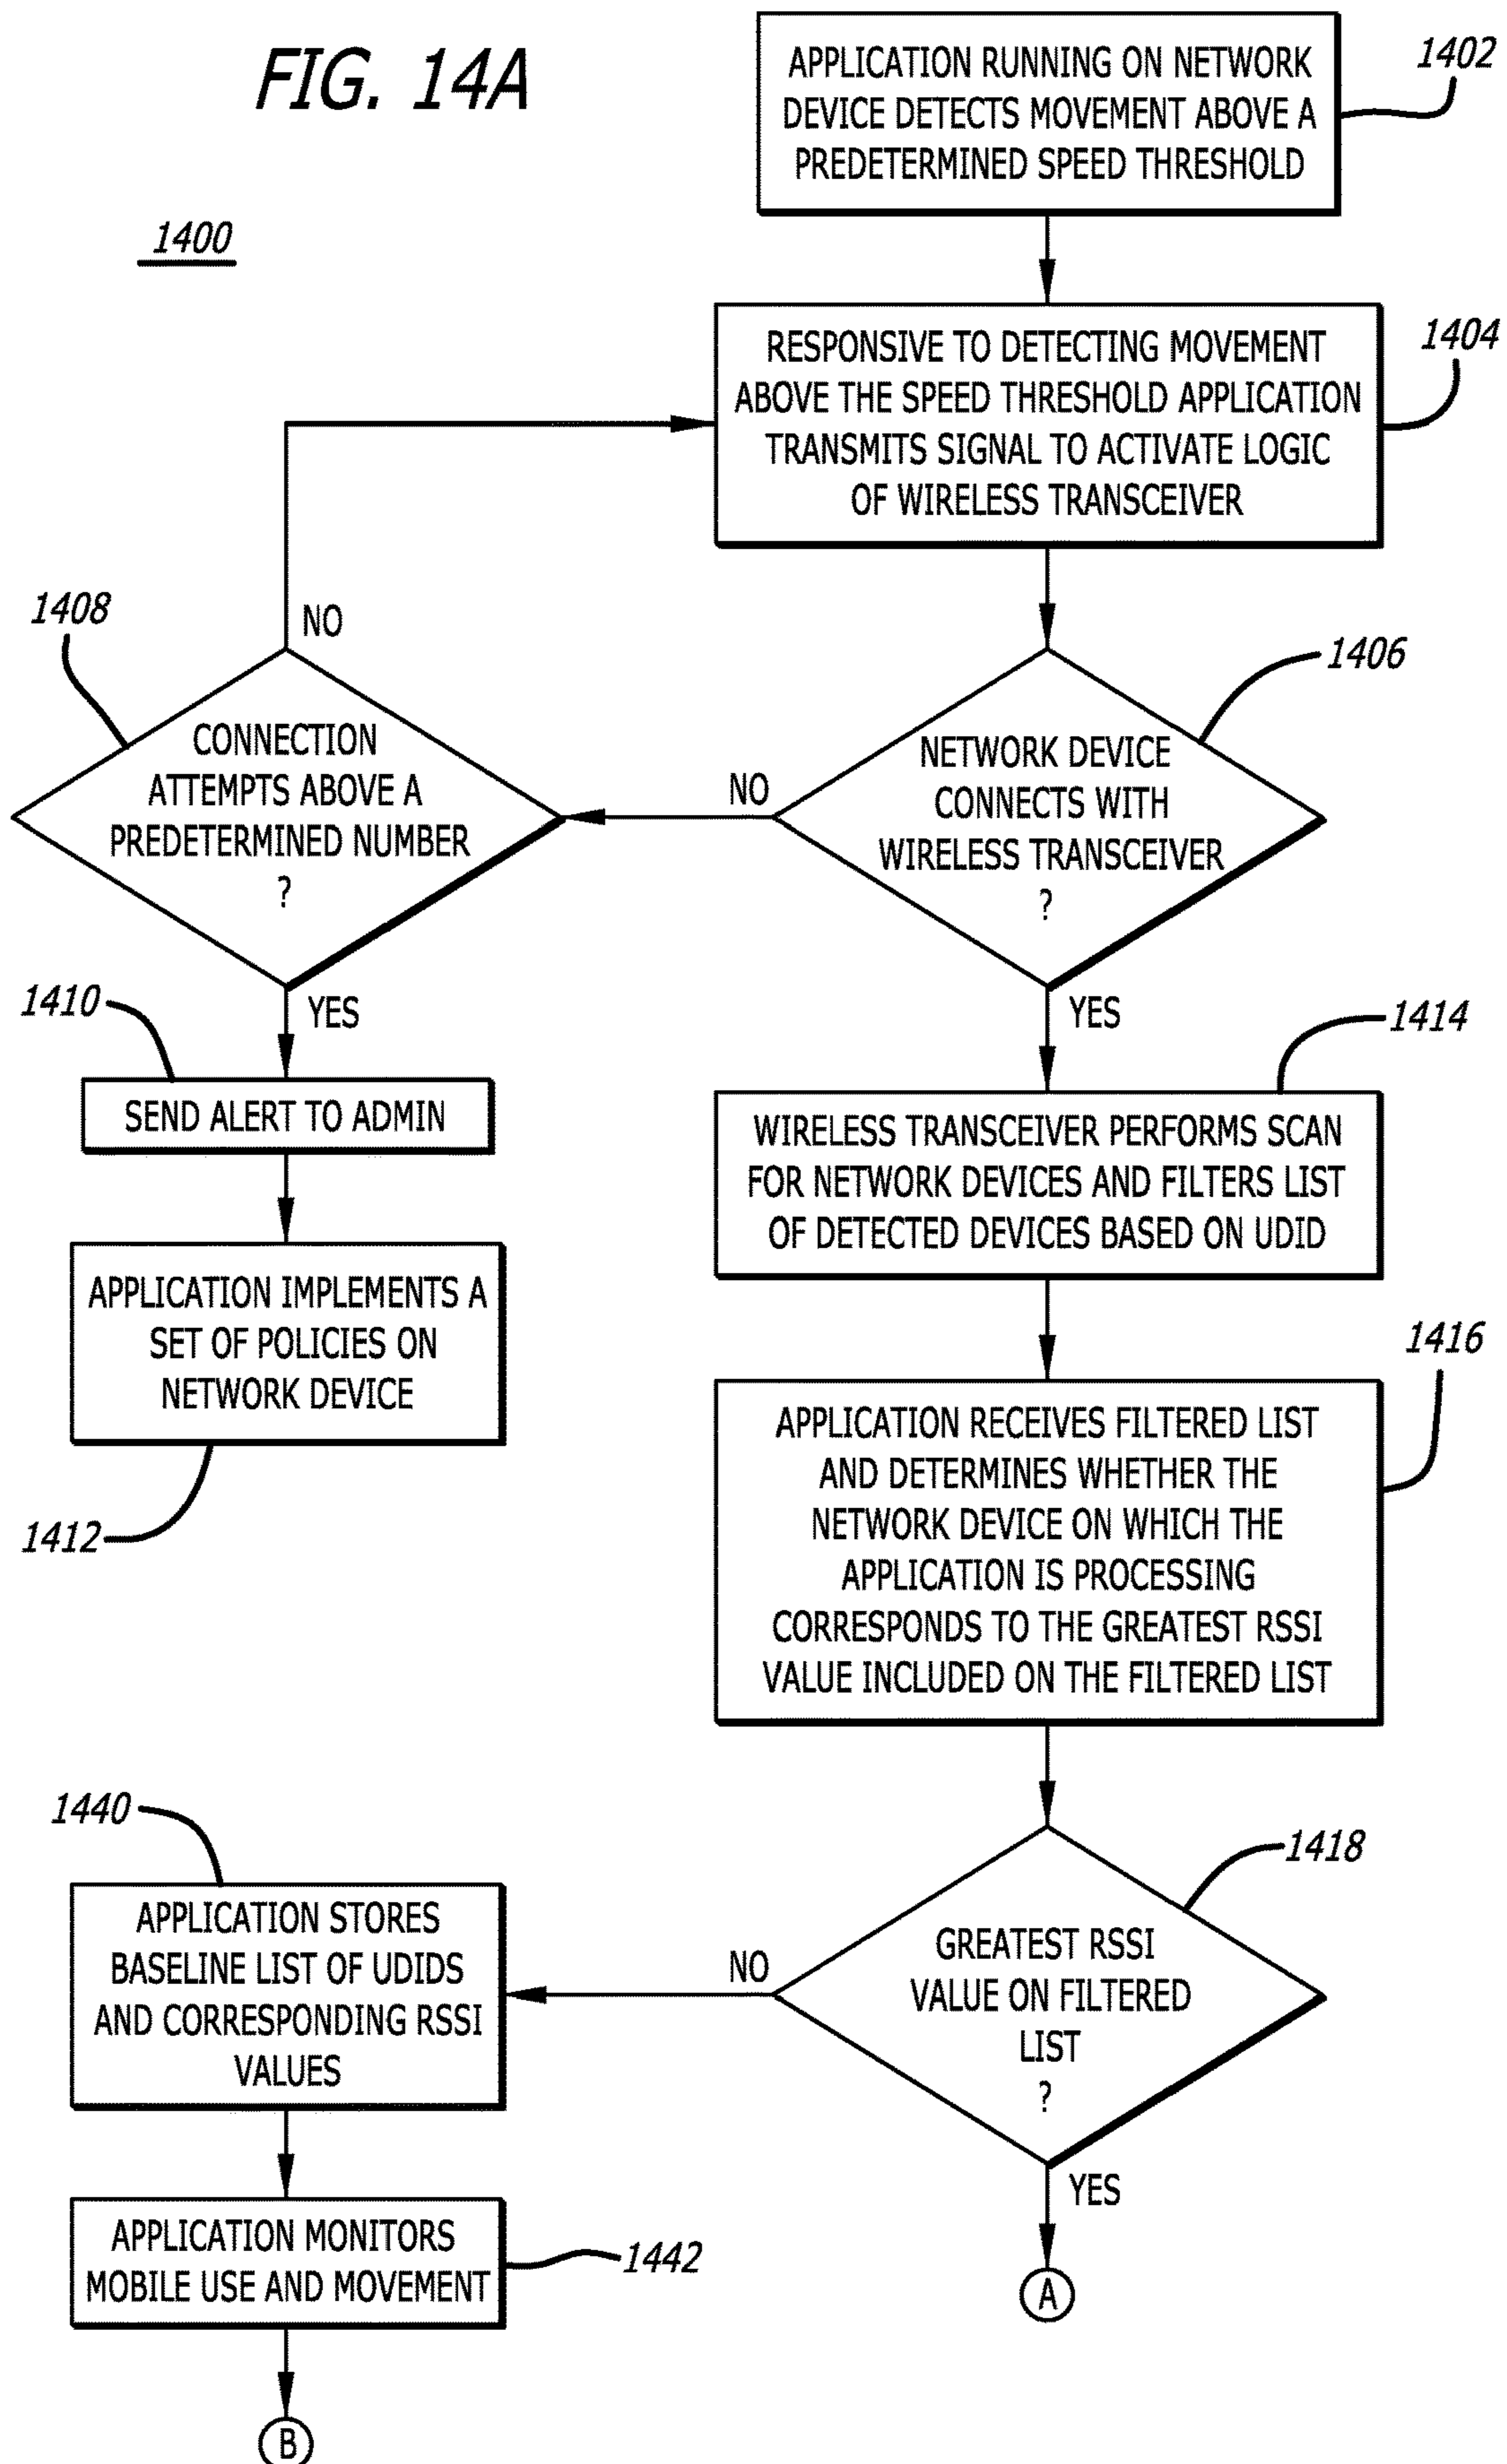 FIG. 14A
1400
APPLICATION RUNNING ON NETWORK
DEVICE DETECTS MOVEMENT ABOVE A
PREDETERMINED SPEED THRESHOLD
1402
RESPONSIVE TO DETECTING MOVEMENT
ABOVE THE SPEED THRESHOLD APPLICATION
TRANSMITS SIGNAL TO ACTIVATE LOGIC
OF WIRELESS TRANSCEIVER
1404
NETWORK DEVICE
CONNECTS WITH
WIRELESS TRANSCEIVER
?
1406
NO
YES
1408
CONNECTION
ATTEMPTS ABOVE A
PREDETERMINED NUMBER
?
NO
YES
1410
SEND ALERT TO ADMIN
APPLICATION IMPLEMENTS A
SET OF POLICIES ON
NETWORK DEVICE
1412
1414
WIRELESS TRANSCEIVER PERFORMS SCAN
FOR NETWORK DEVICES AND FILTERS LIST
OF DETECTED DEVICES BASED ON UDID
1416
APPLICATION RECEIVES FILTERED LIST
AND DETERMINES WHETHER THE
NETWORK DEVICE ON WHICH THE
APPLICATION IS PROCESSING
CORRESPONDS TO THE GREATEST RSSI
VALUE INCLUDED ON THE FILTERED LIST
1418
GREATEST RSSI
VALUE ON FILTERED
LIST
?
NO
YES
A
1440
APPLICATION STORES
BASELINE LIST OF UDIDS
AND CORRESPONDING RSSI
VALUES
APPLICATION MONITORS
MOBILE USE AND MOVEMENT
1442
B